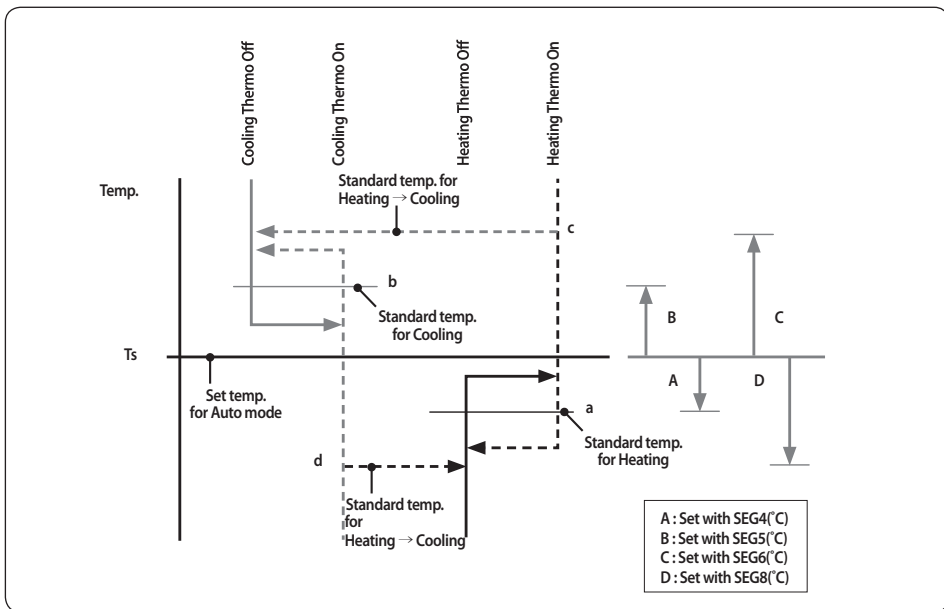 Cooling Thermo Off
Cooling Thermo On
Heating Thermo Off
Heating Thermo On
Temp.
Standard temp. for
Heating → Cooling
c
b
Standard temp.
for Cooling
B
C
Ts
A
D
Set temp.
for Auto mode
a
Standard temp.
for Heating
d
Standard temp.
for
Heating → Cooling
A : Set with SEG4(°C)
B : Set with SEG5(°C)
C : Set with SEG6(°C)
D : Set with SEG8(°C)